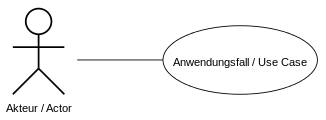 Anwendungsfall / Use Case
Akteur / Actor